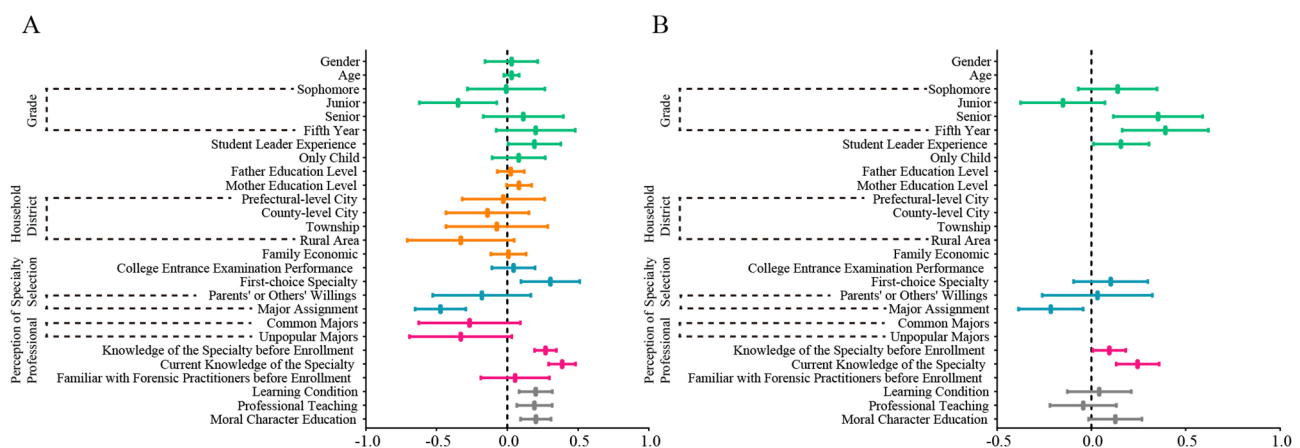 A
Gender
Age
Sophomore
Junior
Senior
Fifth Year
Student Leader Experience
Only Child
Father Education Level
Mother Education Level
Prefectural-level City
County-level City
Township
Rural Area
Family Economic
College Entrance Examination Performance
First-choice Specialty
Parents' or Others' Willings
Major Assignment
Common Majors
Unpopular Majors
Knowledge of the Specialty before Enrollment
Current Knowledge of the Specialty
Familiar with Forensic Practitioners before Enrollment
Learning Condition
Professional Teaching
Moral Character Education
Grade
Household
District
Perception of Specialty
Professional Selection
-1.0 -0.5 0.0 0.5 1.0
B
Gender
Age
Sophomore
Junior
Senior
Fifth Year
Student Leader Experience
Only Child
Father Education Level
Mother Education Level
Prefectural-level City
County-level City
Township
Rural Area
Family Economic
College Entrance Examination Performance
First-choice Specialty
Parents' or Others' Willings
Major Assignment
Common Majors
Unpopular Majors
Knowledge of the Specialty before Enrollment
Current Knowledge of the Specialty
Familiar with Forensic Practitioners before Enrollment
Learning Condition
Professional Teaching
Moral Character Education
Grade
Household
District
Perception of Specialty
Professional Selection
-0.5 0.0 0.5 1.0